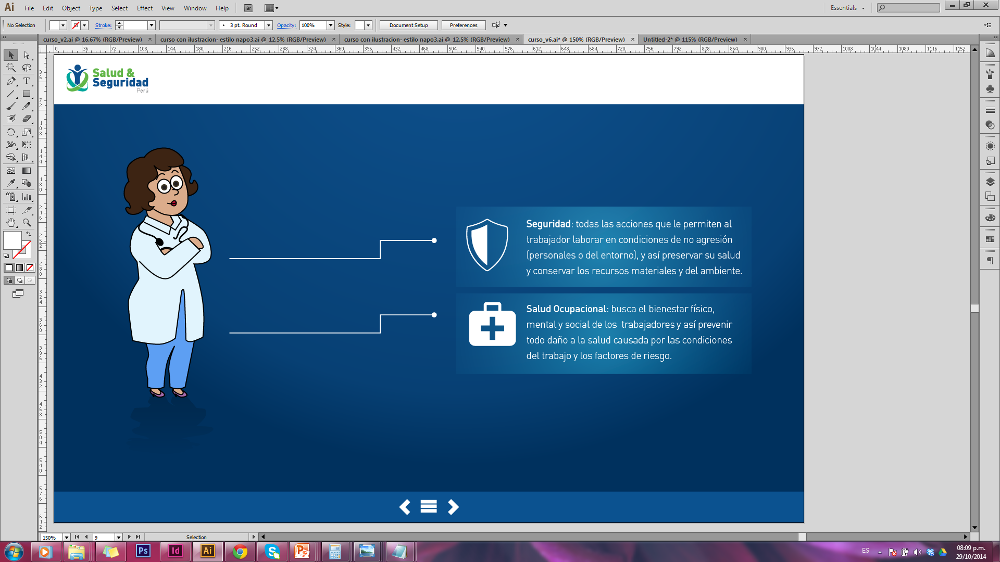 Ai File Edit Object Type Select Effect View Window Help Br Essentials
No Selection Stroke: 3 pt. Round Opacity: 100% Style: Document Setup Preferences
curso_v2.ai @ 16.67% (RGB/Preview) curso con ilustracion- estilo napo3.ai @ 12.5% (RGB/Preview) curso con ilustracion- estilo napo3.ai @ 12.5% (RGB/Preview) curso_v6.ai* @ 150% (RGB/Preview) Untitled-2* @ 115% (RGB/Preview)
0 36 72 108 144 180 216 252 288 324 360 396 432 468 504 540 576 612 648 684 720 756 792 828 864 900 936 972 1008 1044 1080 1116 1152
Salud &
Seguridad
Perú
Seguridad: todas las acciones que le permiten al
trabajador laborar en condiciones de no agresión
(personales o del entorno), y así preservar su salud
y conservar los recursos materiales y del ambiente.
Salud Ocupacional: busca el bienestar físico,
mental y social de los trabajadores y así prevenir
todo daño a la salud causada por las condiciones
del trabajo y los factores de riesgo.
150% 9 Selection
Ps Id Ai ES 08:09 p.m.
29/10/2014